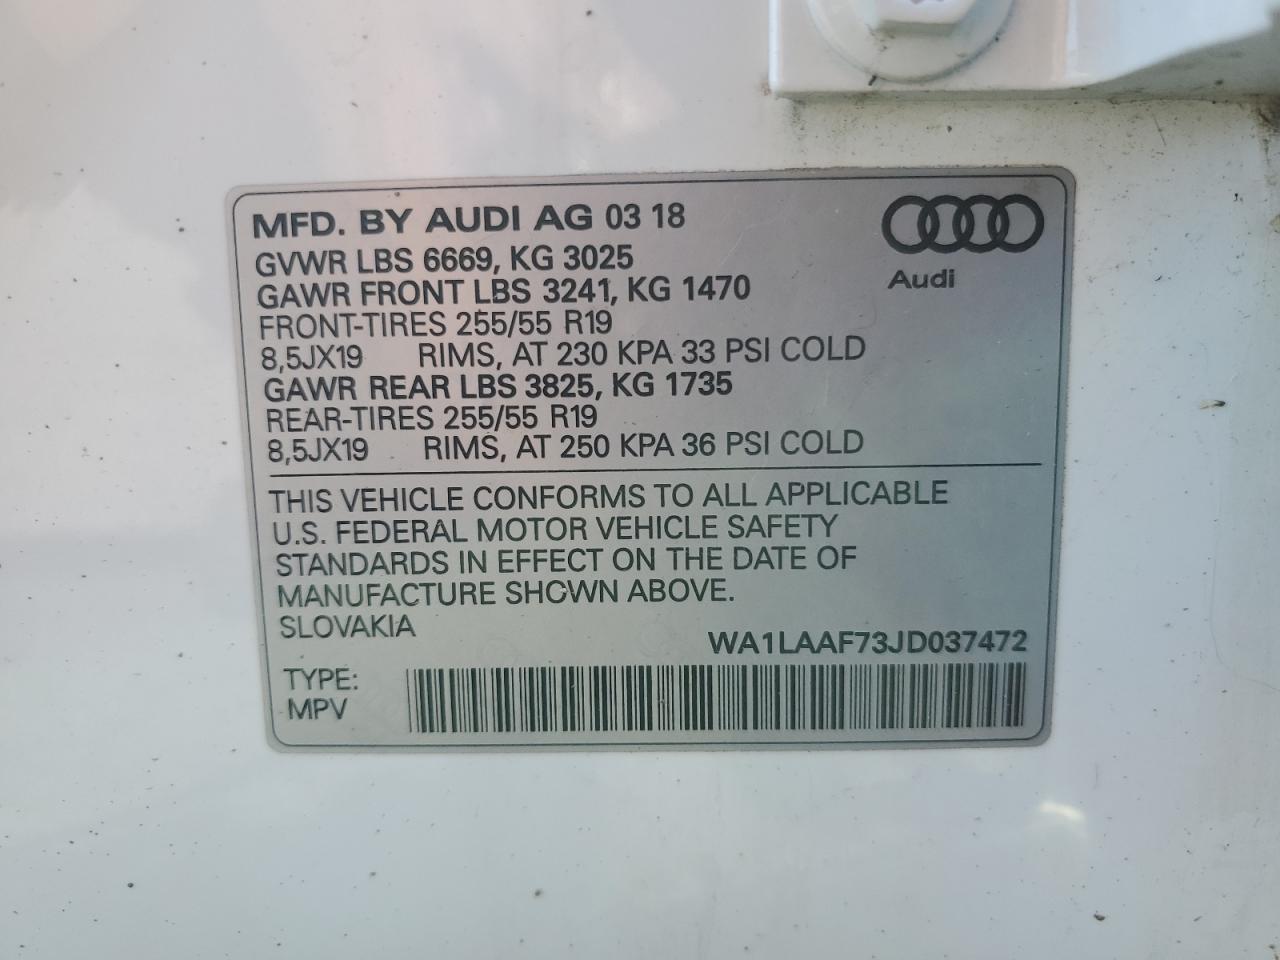 MFD. BY AUDI AG 03 18
Audi
GVWR LBS 6669, KG 3025
GAWR FRONT LBS 3241, KG 1470
FRONT-TIRES 255/55 R19
8,5JX19 RIMS, AT 230 KPA 33 PSI COLD
GAWR REAR LBS 3825, KG 1735
REAR-TIRES 255/55 R19
8,5JX19 RIMS, AT 250 KPA 36 PSI COLD
THIS VEHICLE CONFORMS TO ALL APPLICABLE
U.S. FEDERAL MOTOR VEHICLE SAFETY
STANDARDS IN EFFECT ON THE DATE OF
MANUFACTURE SHOWN ABOVE.
SLOVAKIA
WA1LAAF73JD037472
TYPE:
MPV